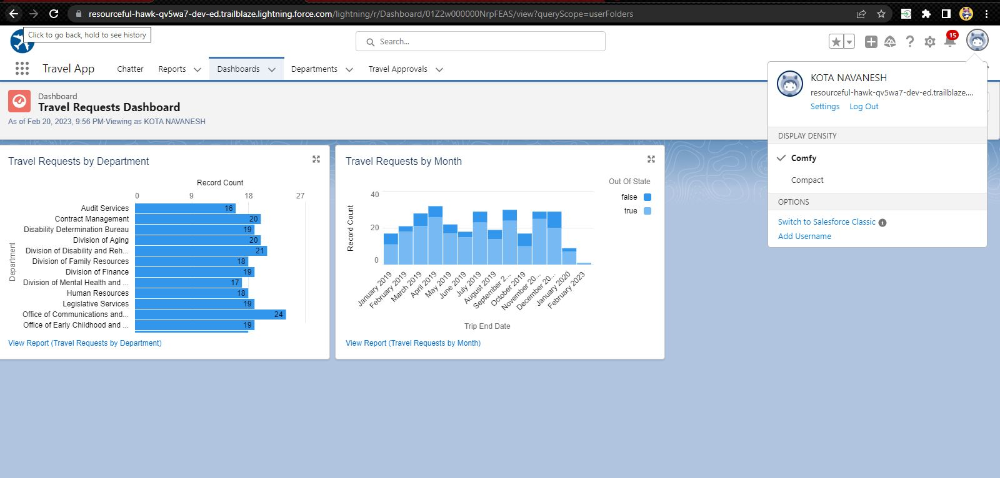 resourceful-hawk-qv5wa7-dev-ed.trailblaze.lightning.force.com/lightning/r/Dashboard/01Z2w000000NrpFEAS/view?queryScope=userFolders
Click to go back, hold to see history
Search...
15
Travel App
Chatter
Reports
Dashboards
Departments
Travel Approvals
KOTA NAVANESH
resourceful-hawk-qv5wa7-dev-ed.trailblaze....
Settings
Log Out
DISPLAY DENSITY
Comfy
Compact
OPTIONS
Switch to Salesforce Classic
Add Username
Dashboard
Travel Requests Dashboard
As of Feb 20, 2023, 9:56 PM·Viewing as KOTA NAVANESH
Travel Requests by Department
Record Count
0 9 18 27
Department
Audit Services 16
Contract Management 20
Disability Determination Bureau 19
Division of Aging 20
Division of Disability and Reh... 21
Division of Family Resources 18
Division of Finance 19
Division of Mental Health and ... 17
Human Resources 18
Legislative Services 19
Office of Communications and... 24
Office of Early Childhood and ... 19
View Report (Travel Requests by Department)
Travel Requests by Month
Out Of State
false
true
Record Count
40
20
0
January 2019
February 2019
March 2019
April 2019
May 2019
June 2019
July 2019
August 2019
September 2...
October 2019
November 20...
December 20...
January 2020
February 2023
Trip End Date
View Report (Travel Requests by Month)